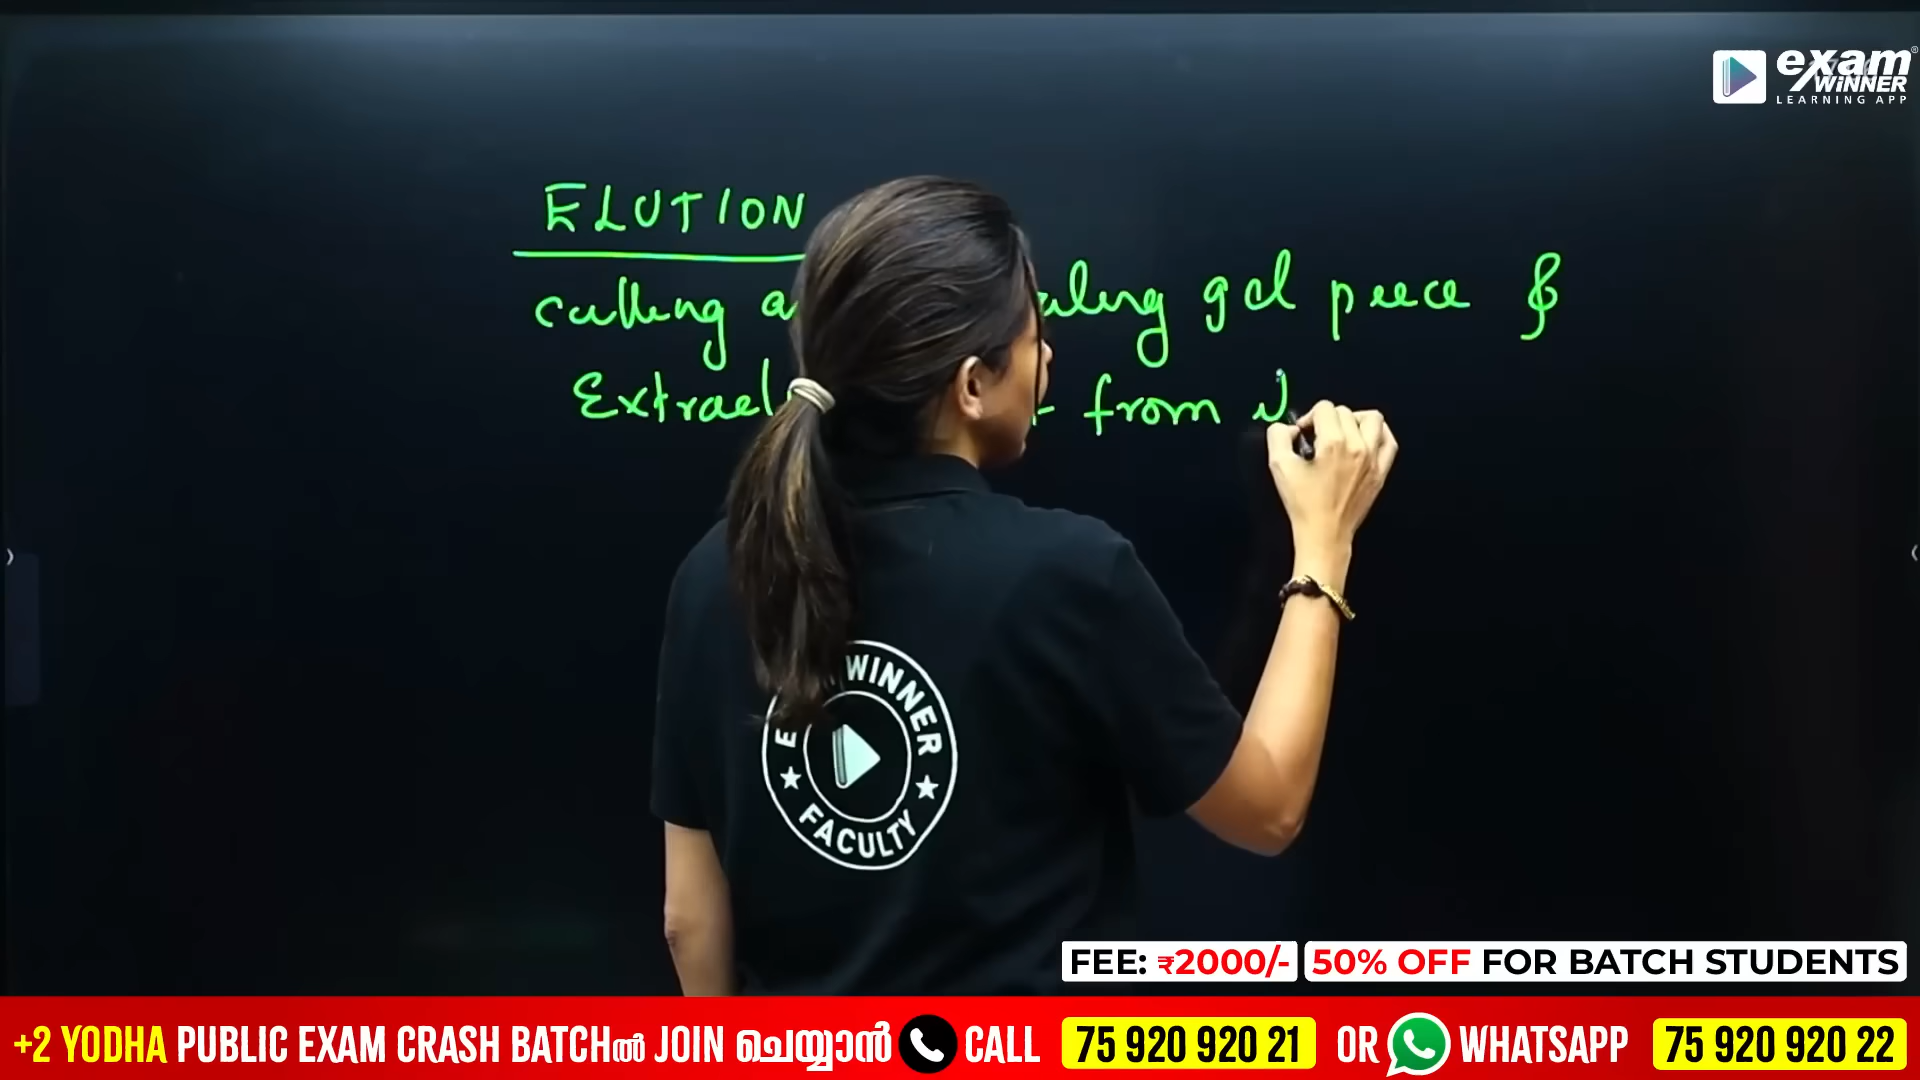 exam
WiNNER
LEARNING APP
ELUTION
cutting a
gel piece &
from
WINNER
FACULTY
FEE: ₹2000/- 50% OFF FOR BATCH STUDENTS
+2 YODHA PUBLIC EXAM CRASH BATCHൽ JOIN ചെയ്യാൻ CALL 75 920 920 21 OR WHATSAPP 75 920 920 22